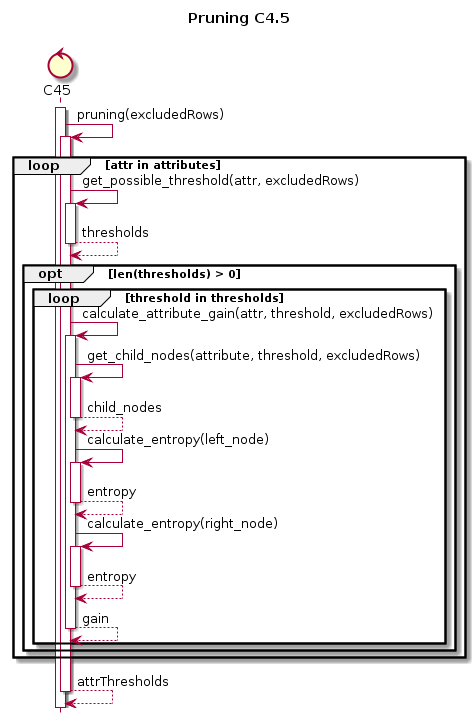 Pruning C4.5
C45
pruning(excludedRows)
loop [attr in attributes]
get_possible_threshold(attr, excludedRows)
thresholds
opt [len(thresholds) > 0]
loop [threshold in thresholds]
calculate_attribute_gain(attr, threshold, excludedRows)
get_child_nodes(attribute, threshold, excludedRows)
child_nodes
calculate_entropy(left_node)
entropy
calculate_entropy(right_node)
entropy
gain
attrThresholds